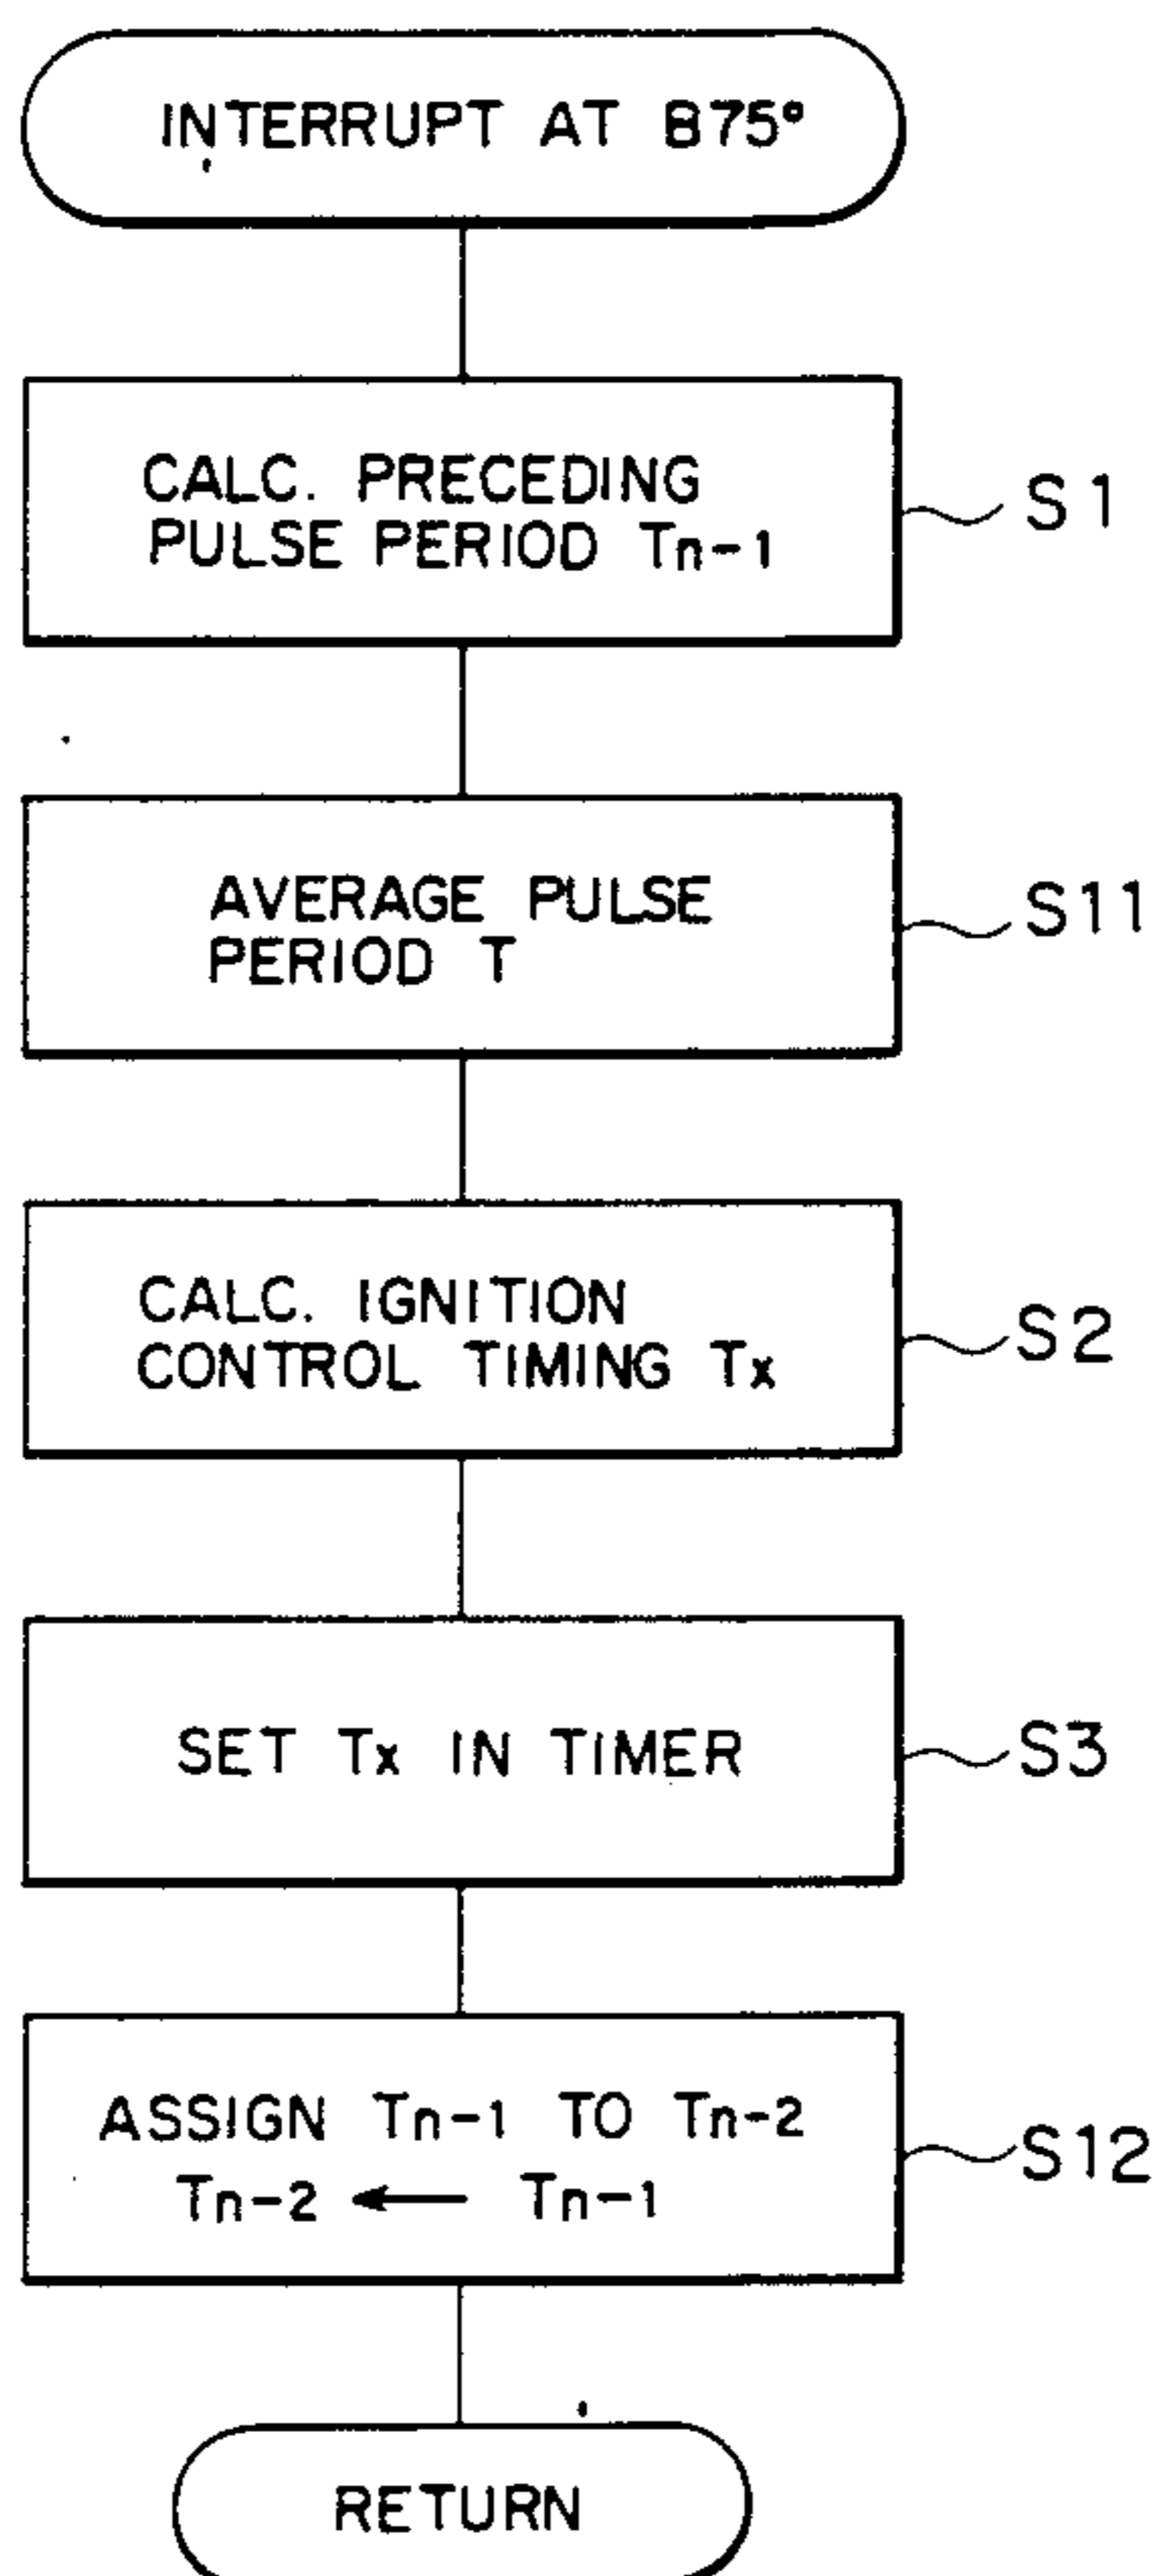 INTERRUPT AT B75°
CALC. PRECEDING
PULSE PERIOD Tn-1
S1
AVERAGE PULSE
PERIOD T
S11
CALC. IGNITION
CONTROL TIMING Tx
S2
SET Tx IN TIMER
S3
ASSIGN Tn-1 TO Tn-2
Tn-2 ← Tn-1
S12
RETURN